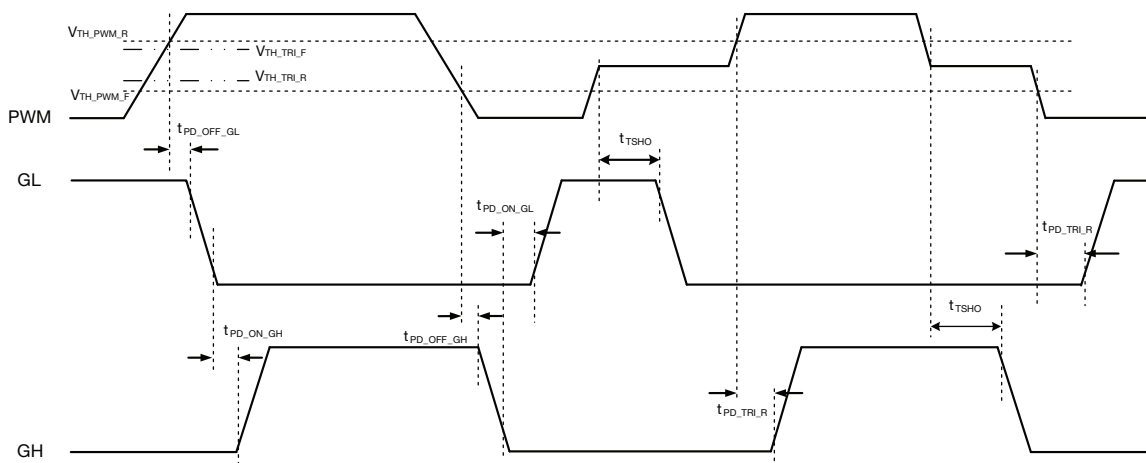 VTH_PWM_R
VTH_TRI_F
VTH_TRI_R
VTH_PWM_F
PWM
tPD_OFF_GL
tTSHO
GL
tPD_ON_GL
tPD_TRI_R
tTSHO
tPD_ON_GH
tPD_OFF_GH
tPD_TRI_R
GH